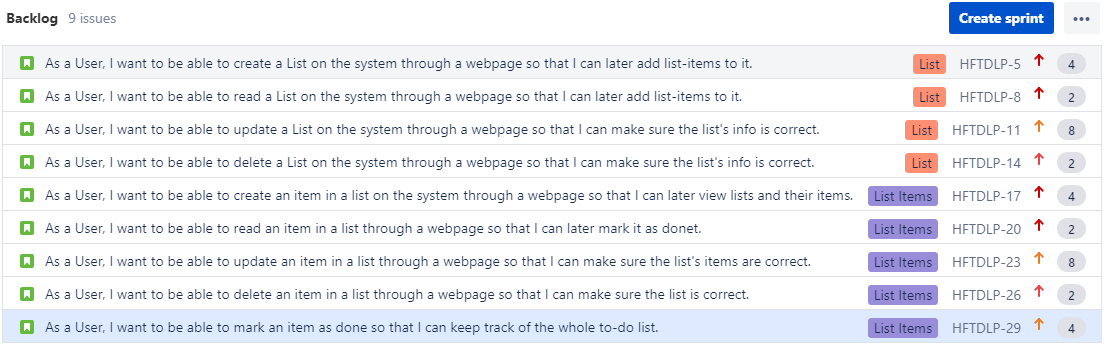 Backlog 9 issues Create sprint •••
As a User, I want to be able to create a List on the system through a webpage so that I can later add list-items to it. List HFTDLP-5 4
As a User, I want to be able to read a List on the system through a webpage so that I can later add list-items to it. List HFTDLP-8 2
As a User, I want to be able to update a List on the system through a webpage so that I can make sure the list's info is correct. List HFTDLP-11 8
As a User, I want to be able to delete a List on the system through a webpage so that I can make sure the list's info is correct. List HFTDLP-14 2
As a User, I want to be able to create an item in a list on the system through a webpage so that I can later view lists and their items. List Items HFTDLP-17 4
As a User, I want to be able to read an item in a list through a webpage so that I can later mark it as donet. List Items HFTDLP-20 2
As a User, I want to be able to update an item in a list through a webpage so that I can make sure the list's items are correct. List Items HFTDLP-23 8
As a User, I want to be able to delete an item in a list through a webpage so that I can make sure the list is correct. List Items HFTDLP-26 2
As a User, I want to be able to mark an item as done so that I can keep track of the whole to-do list. List Items HFTDLP-29 4